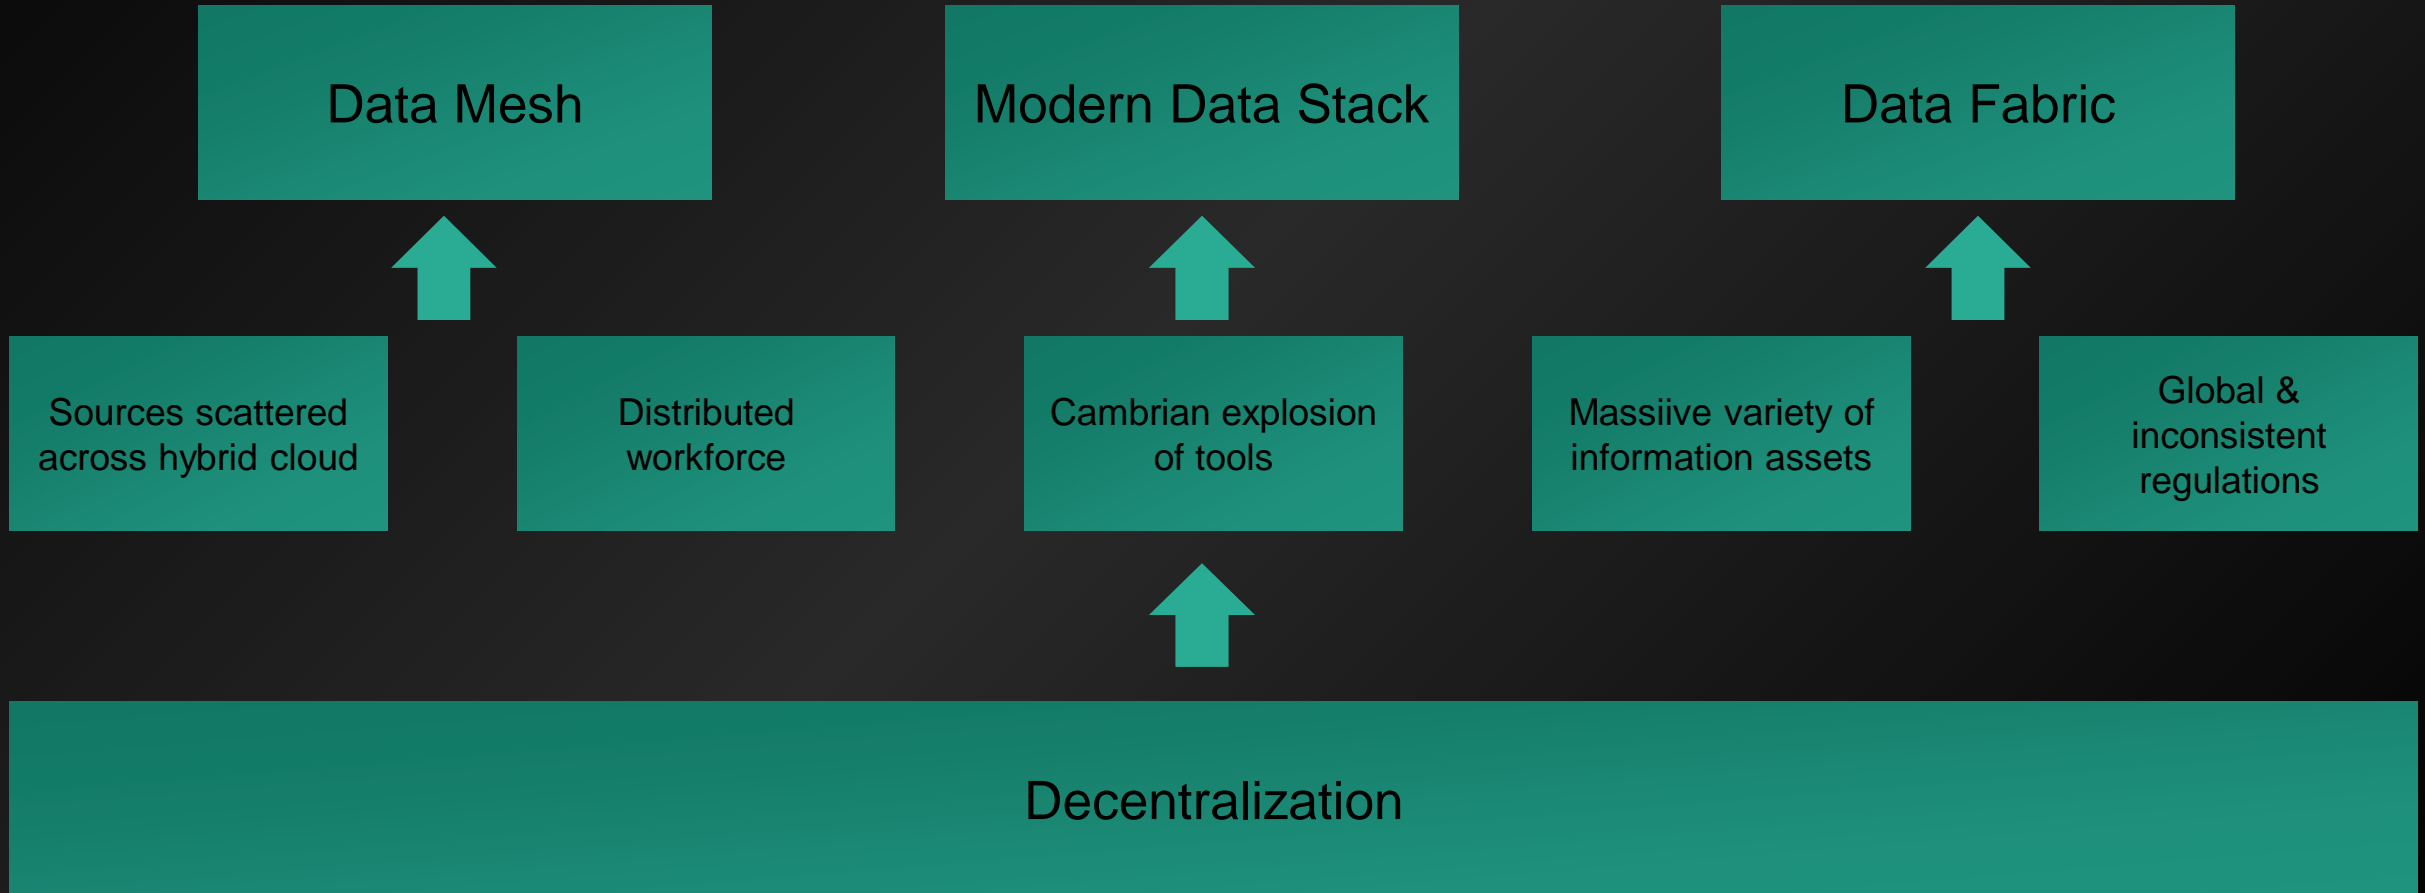 Data Mesh
Modern Data Stack
Data Fabric
Sources scattered
across hybrid cloud
Distributed
workforce
Cambrian explosion
of tools
Massiive variety of
information assets
Global &
inconsistent
regulations
Decentralization